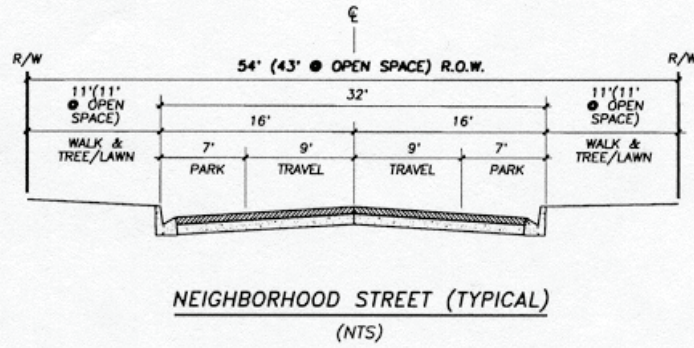 ℄
R/W
54' (43' @ OPEN SPACE) R.O.W.
R/W
11'(11'
@ OPEN
SPACE)
32'
11'(11'
@ OPEN
SPACE)
16'
16'
WALK &
TREE/LAWN
7'
9'
9'
7'
WALK &
TREE/LAWN
PARK
TRAVEL
TRAVEL
PARK
NEIGHBORHOOD STREET (TYPICAL)
(NTS)